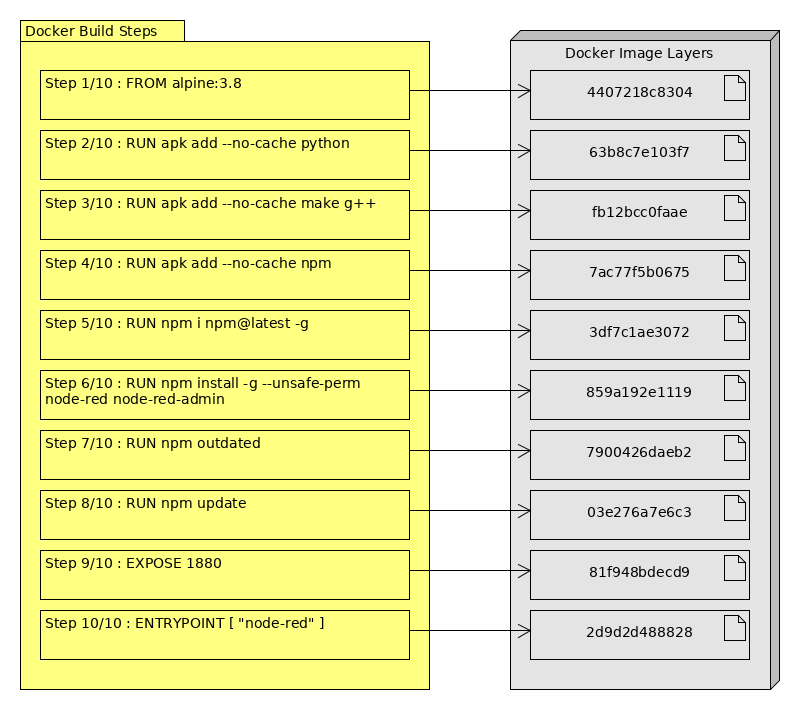 Docker Build Steps
Docker Image Layers
Step 1/10 : FROM alpine:3.8
4407218c8304
Step 2/10 : RUN apk add --no-cache python
63b8c7e103f7
Step 3/10 : RUN apk add --no-cache make g++
fb12bcc0faae
Step 4/10 : RUN apk add --no-cache npm
7ac77f5b0675
Step 5/10 : RUN npm i npm@latest -g
3df7c1ae3072
Step 6/10 : RUN npm install -g --unsafe-perm
node-red node-red-admin
859a192e1119
Step 7/10 : RUN npm outdated
7900426daeb2
Step 8/10 : RUN npm update
03e276a7e6c3
Step 9/10 : EXPOSE 1880
81f948bdecd9
Step 10/10 : ENTRYPOINT [ "node-red" ]
2d9d2d488828